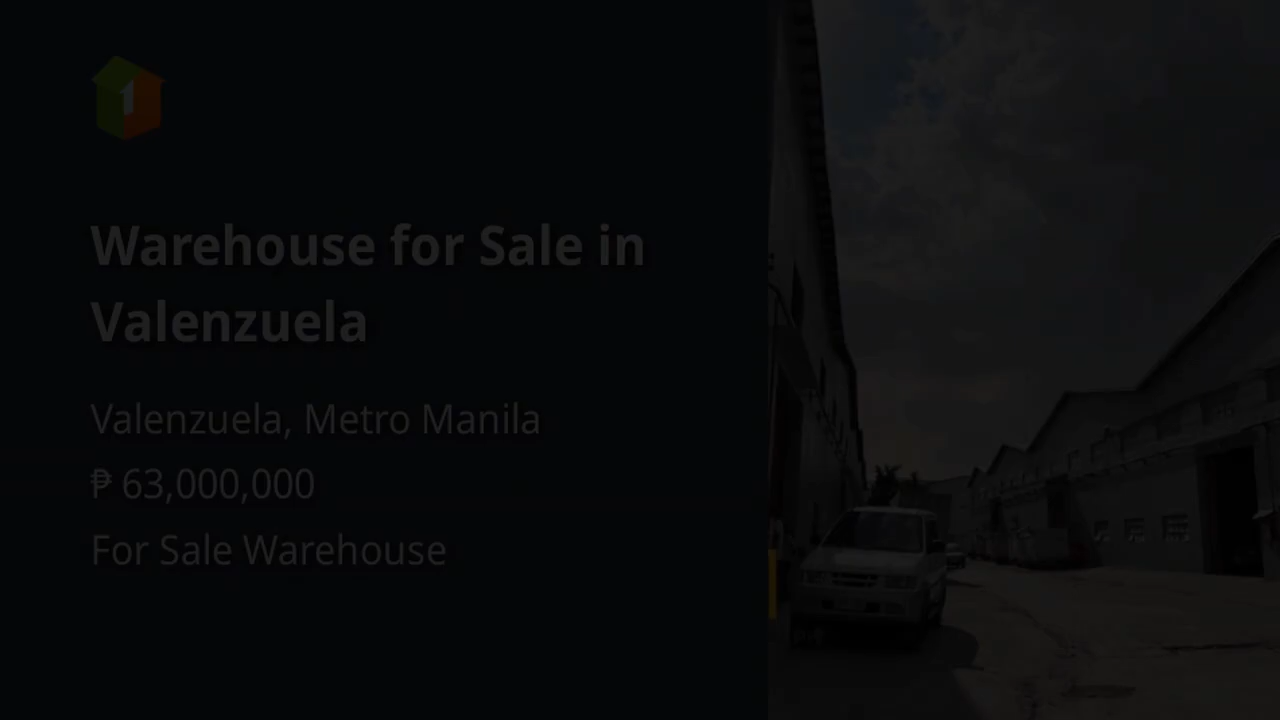 Warehouse for Sale in
Valenzuela
Valenzuela, Metro Manila
₱ 63,000,000
For Sale Warehouse